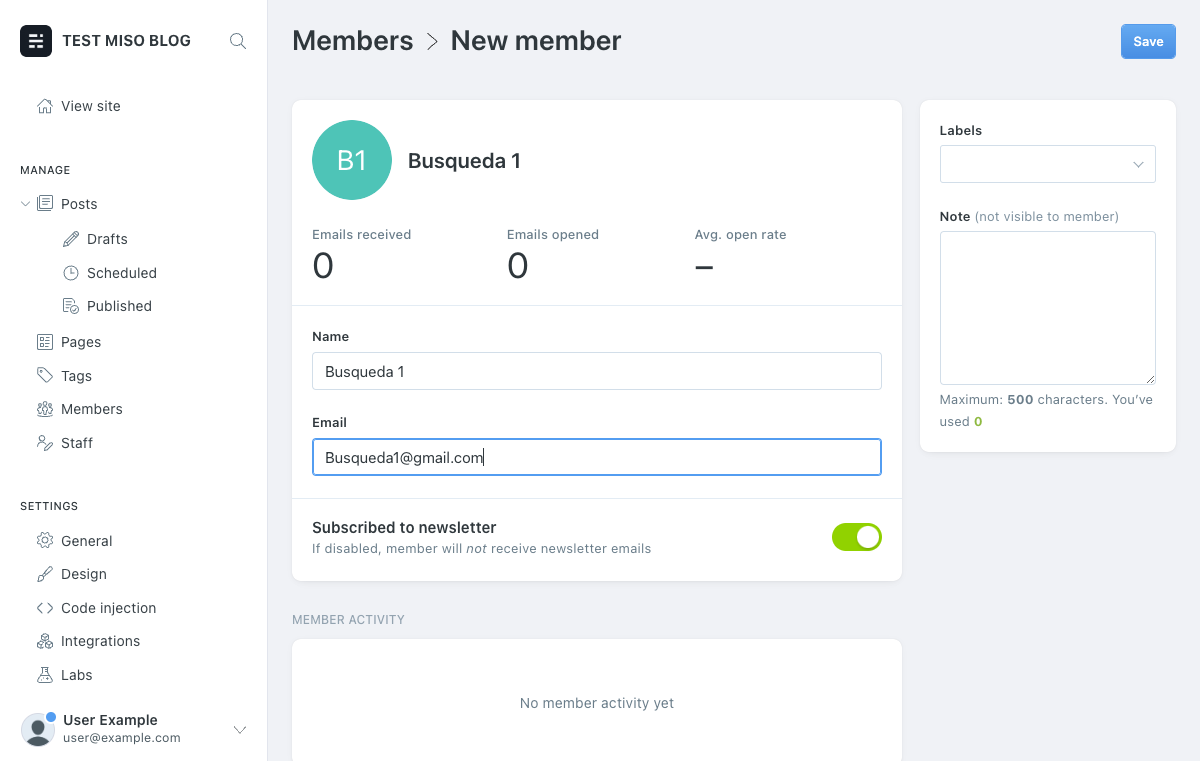 TEST MISO BLOG
View site
MANAGE
Posts
Drafts
Scheduled
Published
Pages
Tags
Members
Staff
SETTINGS
General
Design
Code injection
Integrations
Labs
User Example
user@example.com
Members > New member
Save
B1
Busqueda 1
Emails received
0
Emails opened
0
Avg. open rate
–
Name
Busqueda 1
Email
Busqueda1@gmail.com
Subscribed to newsletter
If disabled, member will not receive newsletter emails
MEMBER ACTIVITY
No member activity yet
Labels
Note (not visible to member)
Maximum: 500 characters. You’ve
used 0